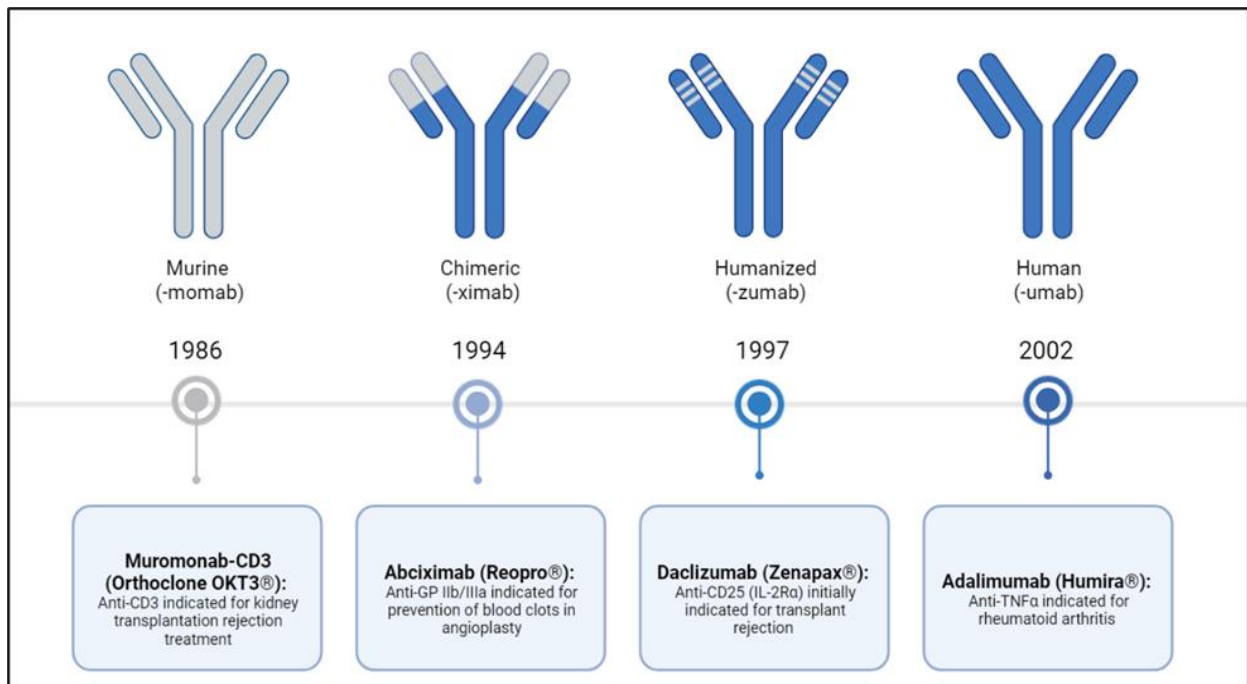 Murine
(-momab)
Chimeric
(-ximab)
Humanized
(-zumab)
Human
(-umab)
1986
1994
1997
2002
Muromonab-CD3
(Orthoclone OKT3®):
Anti-CD3 indicated for kidney
transplantation rejection
treatment
Abciximab (Reopro®):
Anti-GP IIb/IIIa indicated for
prevention of blood clots in
angioplasty
Daclizumab (Zenapax®):
Anti-CD25 (IL-2Rα) initially
indicated for transplant
rejection
Adalimumab (Humira®):
Anti-TNFα indicated for
rheumatoid arthritis